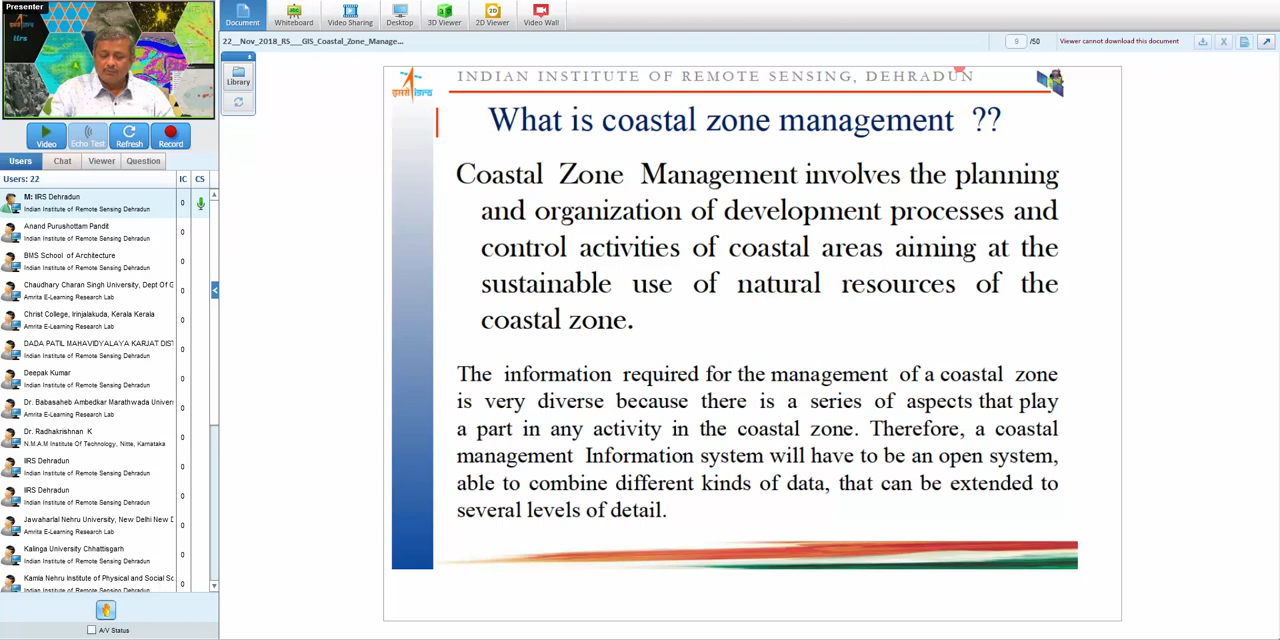 Presenter
iirs
Document
Whiteboard
Video Sharing
Desktop
3D Viewer
2D Viewer
Video Wall
22__Nov_2018_RS___GIS_Coastal_Zone_Manage...
9 /50
Viewer cannot download this document
Library
Video
Echo Test
Refresh
Record
Users
Chat
Viewer
Question
Users: 22
IC
CS
M: IIRS Dehradun
Indian Institute of Remote Sensing Dehradun
0
Anand Purushottam Pandit
Indian Institute of Remote Sensing Dehradun
0
BMS School of Architecture
Indian Institute of Remote Sensing Dehradun
0
Chaudhary Charan Singh University, Dept Of G
Amrita E-Learning Research Lab
0
Christ College, Irinjalakuda, Kerala Kerala
Amrita E-Learning Research Lab
0
DADA PATIL MAHAVIDYALAYA KARJAT DIST
Indian Institute of Remote Sensing Dehradun
0
Deepak Kumar
Indian Institute of Remote Sensing Dehradun
0
Dr. Babasaheb Ambedkar Marathwada Univer
Amrita E-Learning Research Lab
0
Dr. Radhakrishnan K
N.M.A.M Institute Of Technology, Nitte, Karnataka
0
IIRS Dehradun
Indian Institute of Remote Sensing Dehradun
0
IIRS Dehradun
Indian Institute of Remote Sensing Dehradun
0
Jawaharlal Nehru University, New Delhi New D
Amrita E-Learning Research Lab
0
Kalinga University Chhattisgarh
Indian Institute of Remote Sensing Dehradun
0
Kamla Nehru Institute of Physical and Social Sc
Indian Institute of Remote Sensing Dehradun
0
A/V Status
इसरो isro
INDIAN INSTITUTE OF REMOTE SENSING, DEHRADUN
What is coastal zone management ??
Coastal Zone Management involves the planning
and organization of development processes and
control activities of coastal areas aiming at the
sustainable use of natural resources of the
coastal zone.
The information required for the management of a coastal zone
is very diverse because there is a series of aspects that play
a part in any activity in the coastal zone. Therefore, a coastal
management Information system will have to be an open system,
able to combine different kinds of data, that can be extended to
several levels of detail.